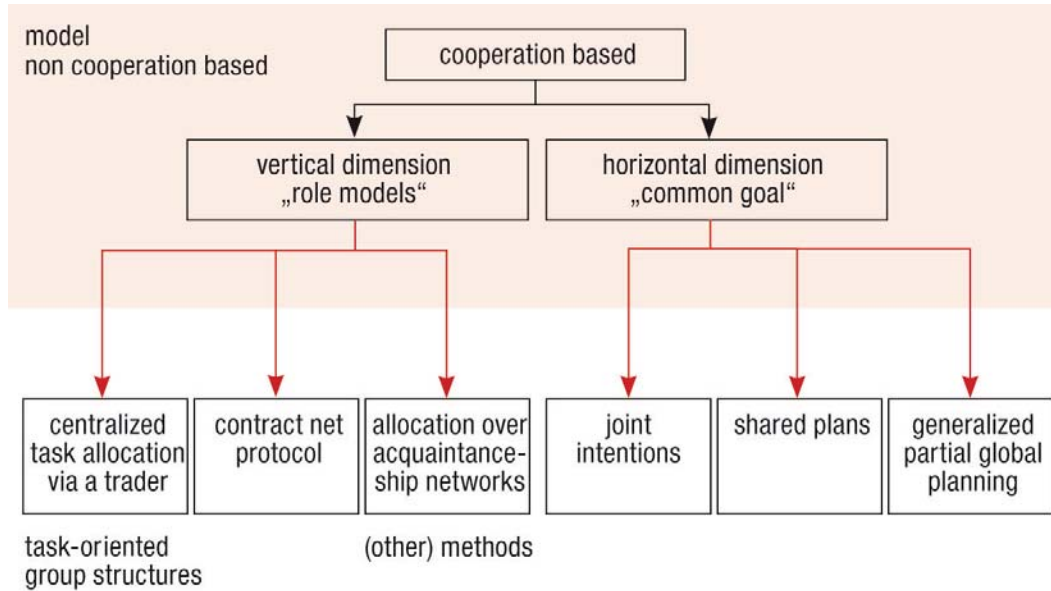 model
non cooperation based
cooperation based
vertical dimension
„role models“
horizontal dimension
„common goal“
centralized
task allocation
via a trader
contract net
protocol
allocation over
acquaintance-
ship networks
joint
intentions
shared plans
generalized
partial global
planning
task-oriented
group structures
(other) methods